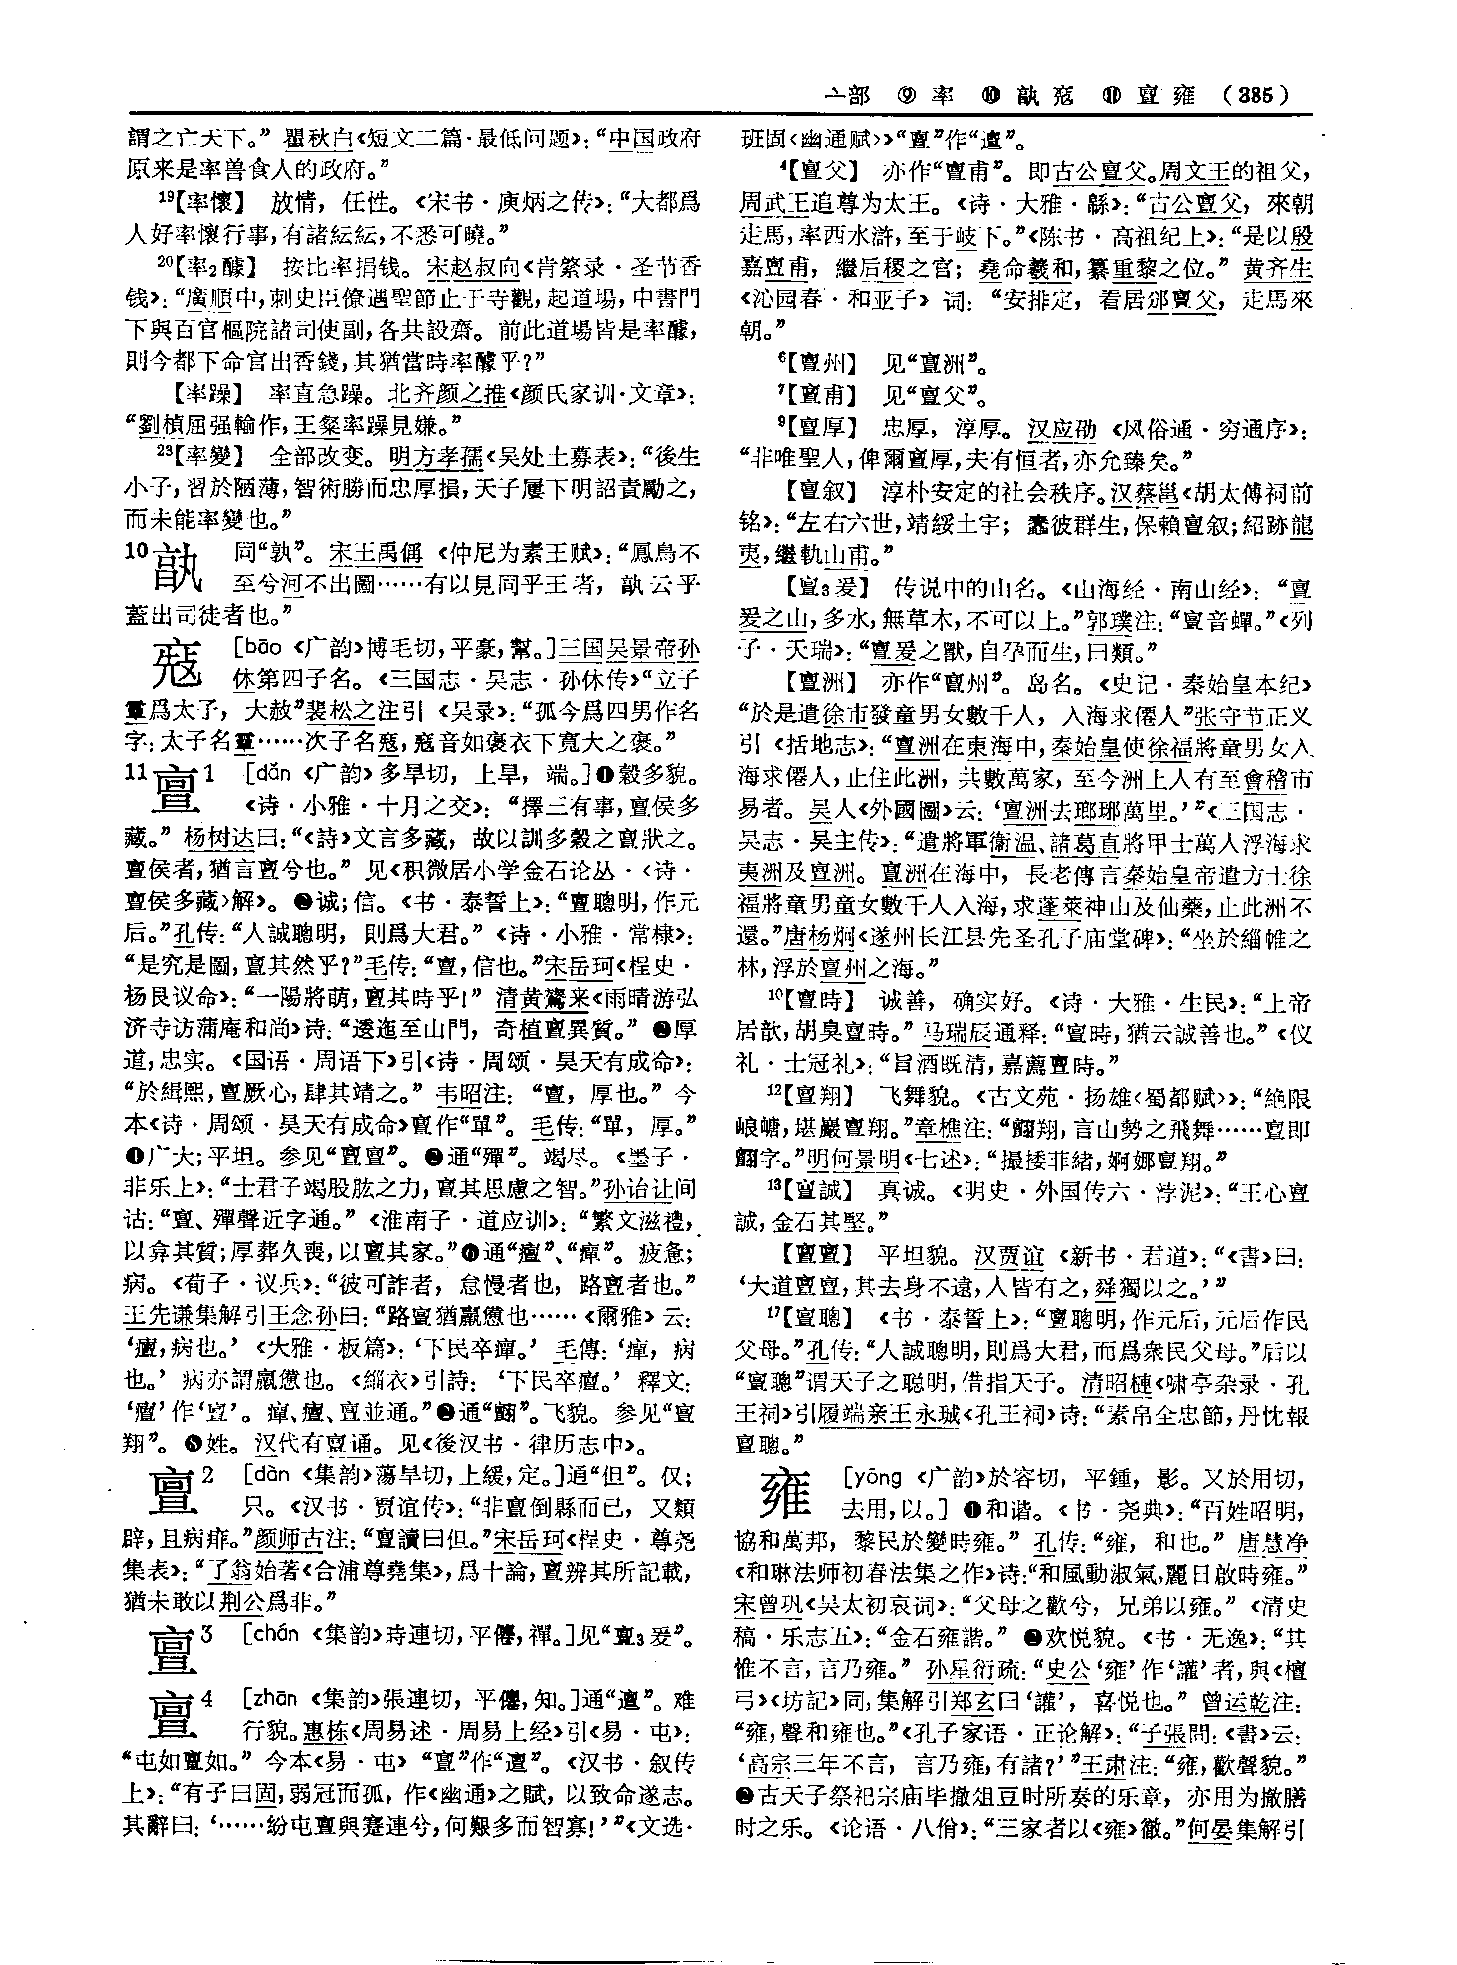 亠部 ⑨ 率 ⑩ 㝇 ⑪ 亶 雍 (385)
謂之亡天下。”瞿秋白《短文二篇·最低问题》：“中国政府
原来是率兽食人的政府。”
19【率懷】 放情，任性。《宋书·庾炳之传》：“大都爲
人好率懷行事，有諸紜紜，不悉可曉。”
20【率₂醵】 按比率捐钱。宋赵叔向《肯綮录·圣节香
钱》：“廣順中，刺史臣僚遇聖節止于寺觀，起道場，中書門
下與百官樞院諸司使副，各共設齋。前此道場皆是率醵，
則今都下命官出香錢，其猶當時率醵乎？”
【率躁】 率直急躁。北齐颜之推《颜氏家训·文章》：
“劉楨屈强輸作，王粲率躁見嫌。”
23【率變】 全部改变。明方孝孺《吴处士墓表》：“後生
小子，習於陋薄，智術勝而忠厚損，天子屢下明詔責勵之，
而未能率變也。”
10 同“孰”。宋王禹偁《仲尼为素王赋》：“鳳鳥不
至兮河不出圖……有以見同乎王者，云乎
蓋出司徒者也。”
[bāo《广韵》博毛切，平豪，幫。]三国吴景帝孙
休第四子名。《三国志·吴志·孙休传》“立子
爲太子，大赦”裴松之注引《吴录》：“孤今爲四男作名
字：太子名……次子名，音如褒衣下寬大之褒。”
11 亶1 [dǎn《广韵》多旱切，上旱，端。]❶穀多貌。
《诗·小雅·十月之交》：“擇三有事，亶侯多
藏。”杨树达曰：“《詩》文言多藏，故以訓多穀之亶狀之。
亶侯者，猶言亶兮也。”见《积微居小学金石论丛·〈诗·
亶侯多藏〉解》。❷诚；信。《书·泰誓上》：“亶聰明，作元
后。”孔传：“人誠聰明，則爲大君。”《诗·小雅·常棣》：
“是究是圖，亶其然乎？”毛传：“亶，信也。”宋岳珂《桯史·
杨艮议命》：“一陽將萌，亶其時乎！”清黄鷟来《雨晴游弘
济寺访蒲庵和尚》诗：“逶迤至山門，奇植亶異質。”❸厚
道，忠实。《国语·周语下》引《诗·周颂·昊天有成命》：
“於緝熙，亶厥心，肆其靖之。”韦昭注：“亶，厚也。”今
本《诗·周颂·昊天有成命》亶作“單”。毛传：“單，厚。”
❹广大；平坦。参见“亶亶”。❺通“殫”。竭尽。《墨子·
非乐上》：“士君子竭股肱之力，亶其思慮之智。”孙诒让间
诂：“亶、殫聲近字通。”《淮南子·道应训》：“繁文滋禮，
以弇其質；厚葬久喪，以亶其家。”❻通“癉”、“瘅”。疲惫；
病。《荀子·议兵》：“彼可詐者，怠慢者也，路亶者也。”
王先谦集解引王念孙曰：“路亶猶羸憊也……《爾雅》云：
‘癉，病也。’《大雅·板篇》：‘下民卒癉。’毛傳：‘癉，病
也。’病亦謂羸憊也。《緇衣》引詩：‘下民卒㾆。’釋文：
‘㾆’作‘亶’。癉、㾆、亶並通。”❼通“䎒”。飞貌。参见“亶
翔”。❽姓。汉代有亶诵。见《後汉书·律历志中》。
亶2 [dàn《集韵》蕩旱切，上緩，定。]通“但”。仅；
只。《汉书·贾谊传》：“非亶倒縣而已，又類
辟，且病痱。”颜师古注：“亶讀曰但。”宋岳珂《桯史·尊尧
集表》：“了翁始著《合浦尊堯集》，爲十論，亶辨其所記載，
猶未敢以荆公爲非。”
亶3 [chán《集韵》時連切，平僊，禪。]见“亶₃爰”。
亶4 [zhān《集韵》張連切，平僊，知。]通“邅”。难
行貌。惠栋《周易述·周易上经》引《易·屯》：
“屯如亶如。”今本《易·屯》“亶”作“邅”。《汉书·叙传
上》：“有子曰固，弱冠而孤，作《幽通》之賦，以致命遂志。
其辭曰：‘……紛屯亶與蹇連兮，何艱多而智寡！’”《文选·
班固〈幽通赋〉》“亶”作“邅”。
4【亶父】 亦作“亶甫”。即古公亶父。周文王的祖父，
周武王追尊为太王。《诗·大雅·緜》：“古公亶父，來朝
走馬，率西水滸，至于岐下。”《陈书·高祖纪上》：“是以殷
嘉亶甫，繼后稷之官；堯命羲和，纂重黎之位。”黄齐生
《沁园春·和亚子》词：“安排定，看居邠亶父，走馬來
朝。”
6【亶州】 见“亶洲”。
7【亶甫】 见“亶父”。
9【亶厚】 忠厚，淳厚。汉应劭《风俗通·穷通序》：
“非唯聖人，俾爾亶厚，夫有恒者，亦允臻矣。”
【亶叙】 淳朴安定的社会秩序。汉蔡邕《胡太傅祠前
铭》：“左右六世，靖綏土宇；蠢彼群生，保賴亶叙；紹跡龍
夷，繼軌山甫。”
【亶₃爰】 传说中的山名。《山海经·南山经》：“亶
爰之山，多水，無草木，不可以上。”郭璞注：“亶音蟬。”《列
子·天瑞》：“亶爰之獸，自孕而生，曰類。”
【亶洲】 亦作“亶州”。岛名。《史记·秦始皇本纪》
“於是遣徐市發童男女數千人，入海求僊人”张守节正义
引《括地志》：“亶洲在東海中，秦始皇使徐福將童男女入
海求僊人，止住此洲，共數萬家，至今洲上人有至會稽市
易者。吴人《外國圖》云：‘亶洲去琅琊萬里。’”《三国志·
吴志·吴主传》：“遣將軍衛温、諸葛直將甲士萬人浮海求
夷洲及亶洲。亶洲在海中，長老傳言秦始皇帝遣方士徐
福將童男童女數千人入海，求蓬萊神山及仙藥，止此洲不
還。”唐杨炯《遂州长江县先圣孔子庙堂碑》：“坐於緇帷之
林，浮於亶州之海。”
10【亶時】 诚善，确实好。《诗·大雅·生民》：“上帝
居歆，胡臭亶時。”马瑞辰通释：“亶時，猶云誠善也。”《仪
礼·士冠礼》：“旨酒既清，嘉薦亶時。”
12【亶翔】 飞舞貌。《古文苑·扬雄〈蜀都赋〉》：“絶限
㟍嵣，堪巖亶翔。”章樵注：“䎒翔，言山勢之飛舞……亶即
䎒字。”明何景明《七述》：“撮捼菲緒，婀娜亶翔。”
13【亶誠】 真诚。《明史·外国传六·浡泥》：“王心亶
誠，金石其堅。”
【亶亶】 平坦貌。汉贾谊《新书·君道》：“《書》曰：
‘大道亶亶，其去身不遠，人皆有之，舜獨以之。’”
17【亶聰】 《书·泰誓上》：“亶聰明，作元后，元后作民
父母。”孔传：“人誠聰明，則爲大君，而爲衆民父母。”后以
“亶聰”谓天子之聪明，借指天子。清昭槤《啸亭杂录·孔
王祠》引履端亲王永珹《孔王祠》诗：“素帛全忠節，丹忱報
亶聰。”
雍 [yōng《广韵》於容切，平鍾，影。又於用切，
去用，以。]❶和谐。《书·尧典》：“百姓昭明，
協和萬邦，黎民於變時雍。”孔传：“雍，和也。”唐慧净
《和琳法师初春法集之作》诗：“和風動淑氣，麗日啟時雍。”
宋曾巩《吴太初哀词》：“父母之歡兮，兄弟以雍。”《清史
稿·乐志五》：“金石雍諧。”❷欢悦貌。《书·无逸》：“其
惟不言，言乃雍。”孙星衍疏：“史公‘雍’作‘讙’者，與《檀
弓》《坊記》同，集解引郑玄曰‘讙’，喜悦也。”曾运乾注：
“雍，聲和雍也。”《孔子家语·正论解》：“子張問：《書》云：
‘高宗三年不言，言乃雍，有諸？’”王肃注：“雍，歡聲貌。”
❸古天子祭祀宗庙毕撤俎豆时所奏的乐章，亦用为撤膳
时之乐。《论语·八佾》：“三家者以《雍》徹。”何晏集解引